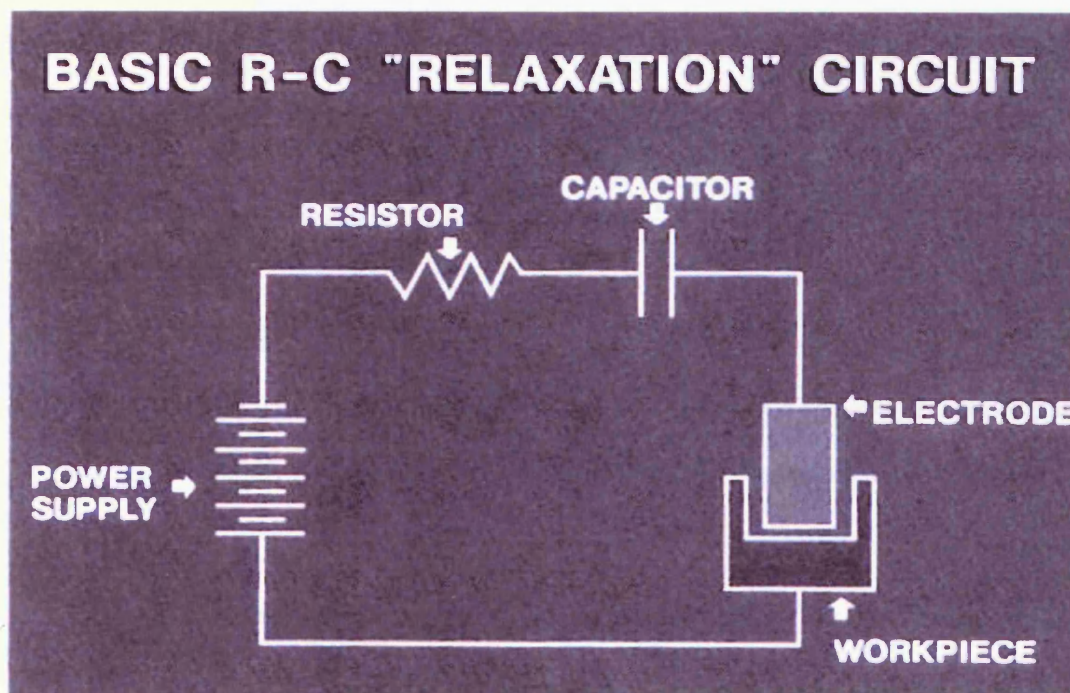 BASIC R-C "RELAXATION" CIRCUIT
CAPACITOR
RESISTOR
ELECTRODE
POWER
SUPPLY
WORKPIECE